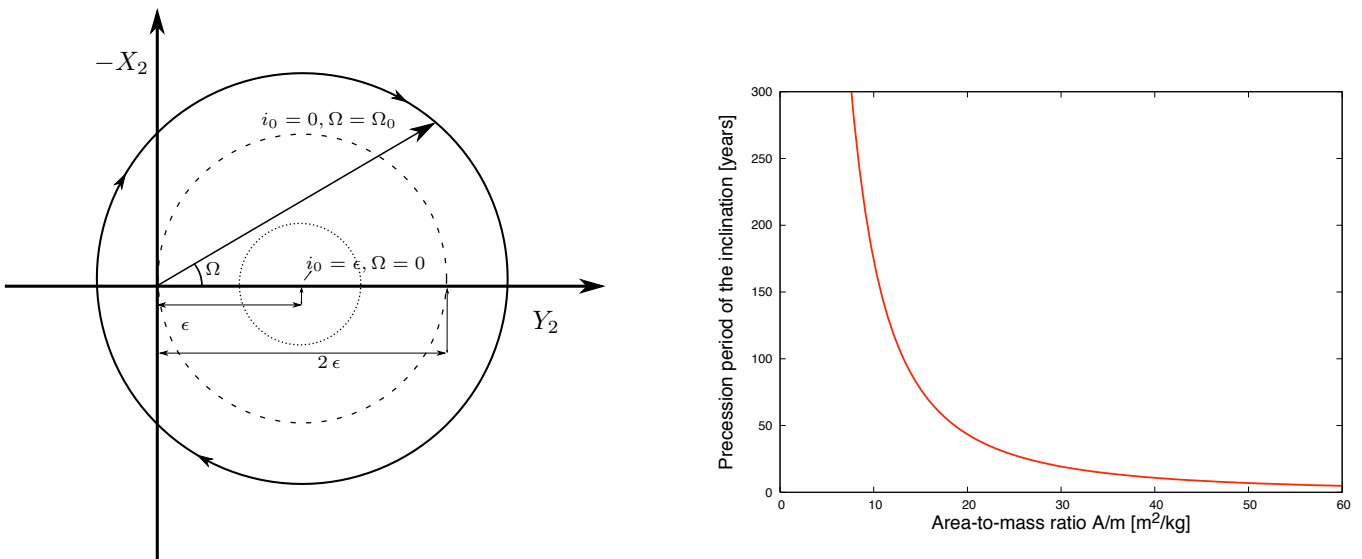 −X₂
i₀ = 0, Ω = Ω₀
Ω
i₀ = ϵ, Ω = 0
ϵ
Y₂
2 ϵ
Precession period of the inclination [years]
300
250
200
150
100
50
0
0 10 20 30 40 50 60
Area-to-mass ratio A/m [m²/kg]